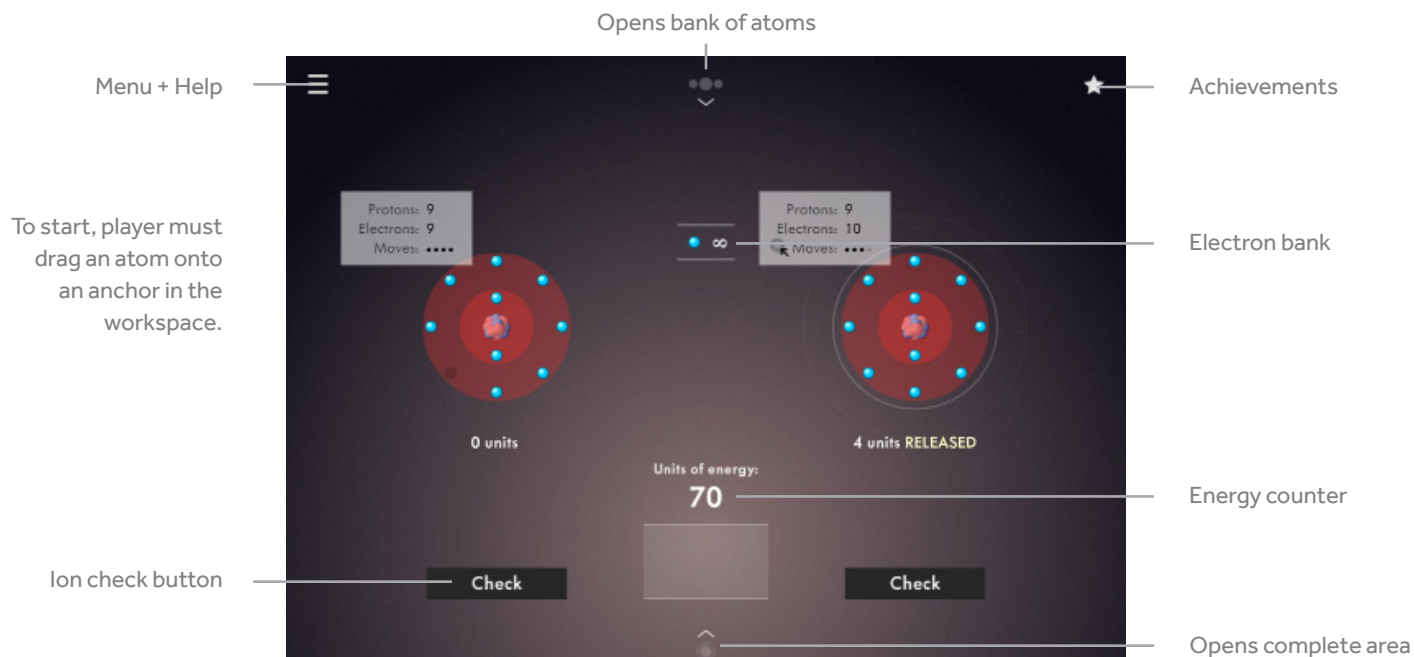 Opens bank of atoms
Menu + Help
Achievements
To start, player must
drag an atom onto
an anchor in the
workspace.
Protons: 9
Electrons: 9
Moves: ••••
∞
Protons: 9
Electrons: 10
Moves: ••••
Electron bank
0 units
4 units RELEASED
Units of energy:
70
Energy counter
Ion check button
Check
Check
Opens complete area